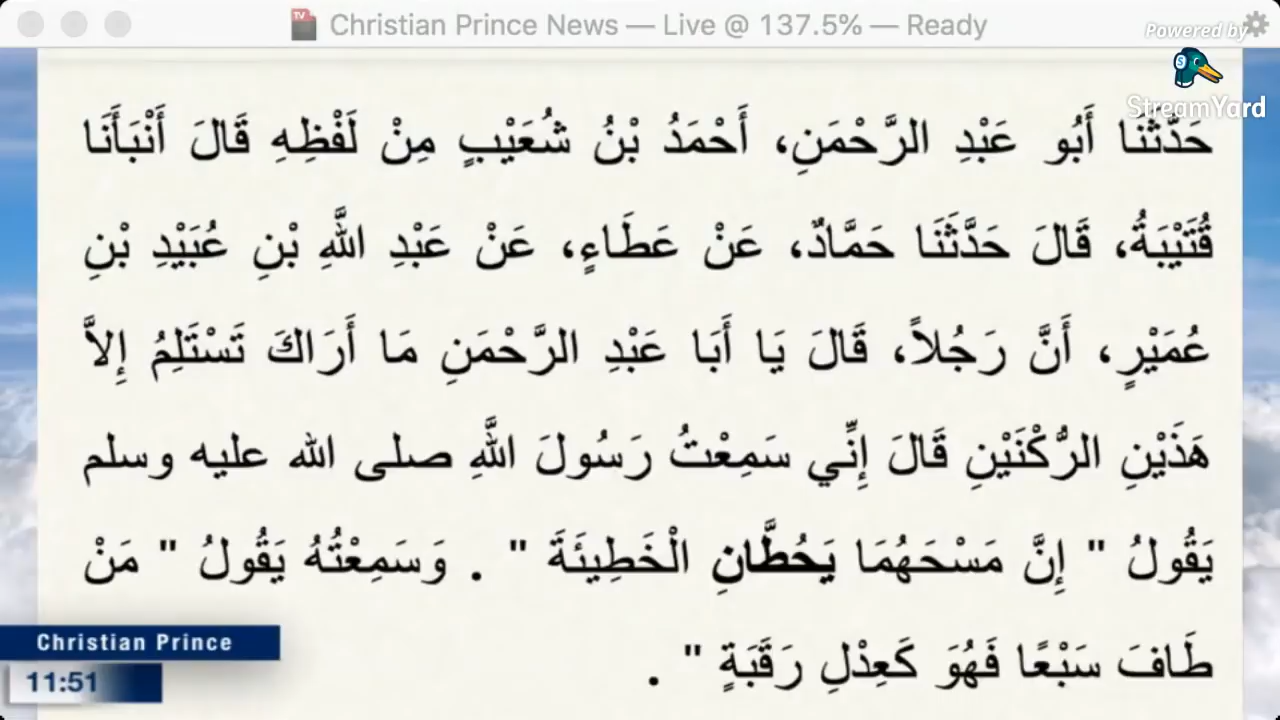 Christian Prince News — Live @ 137.5% — Ready
Powered by
StreamYard
حَدَّثَنَا أَبُو عَبْدِ الرَّحْمَنِ، أَحْمَدُ بْنُ شُعَيْبٍ مِنْ لَفْظِهِ قَالَ أَنْبَأَنَا
قُتَيْبَةُ، قَالَ حَدَّثَنَا حَمَّادٌ، عَنْ عَطَاءٍ، عَنْ عَبْدِ اللَّهِ بْنِ عُبَيْدِ بْنِ
عُمَيْرٍ، أَنَّ رَجُلاً، قَالَ يَا أَبَا عَبْدِ الرَّحْمَنِ مَا أَرَاكَ تَسْتَلِمُ إِلاَّ
هَذَيْنِ الرُّكْنَيْنِ قَالَ إِنِّي سَمِعْتُ رَسُولَ اللَّهِ صلى الله عليه وسلم
يَقُولُ " إِنَّ مَسْحَهُمَا يَحُطَّانِ الْخَطِيئَةَ " . وَسَمِعْتُهُ يَقُولُ " مَنْ
طَافَ سَبْعًا فَهُوَ كَعِدْلِ رَقَبَةٍ " .
Christian Prince
11:51